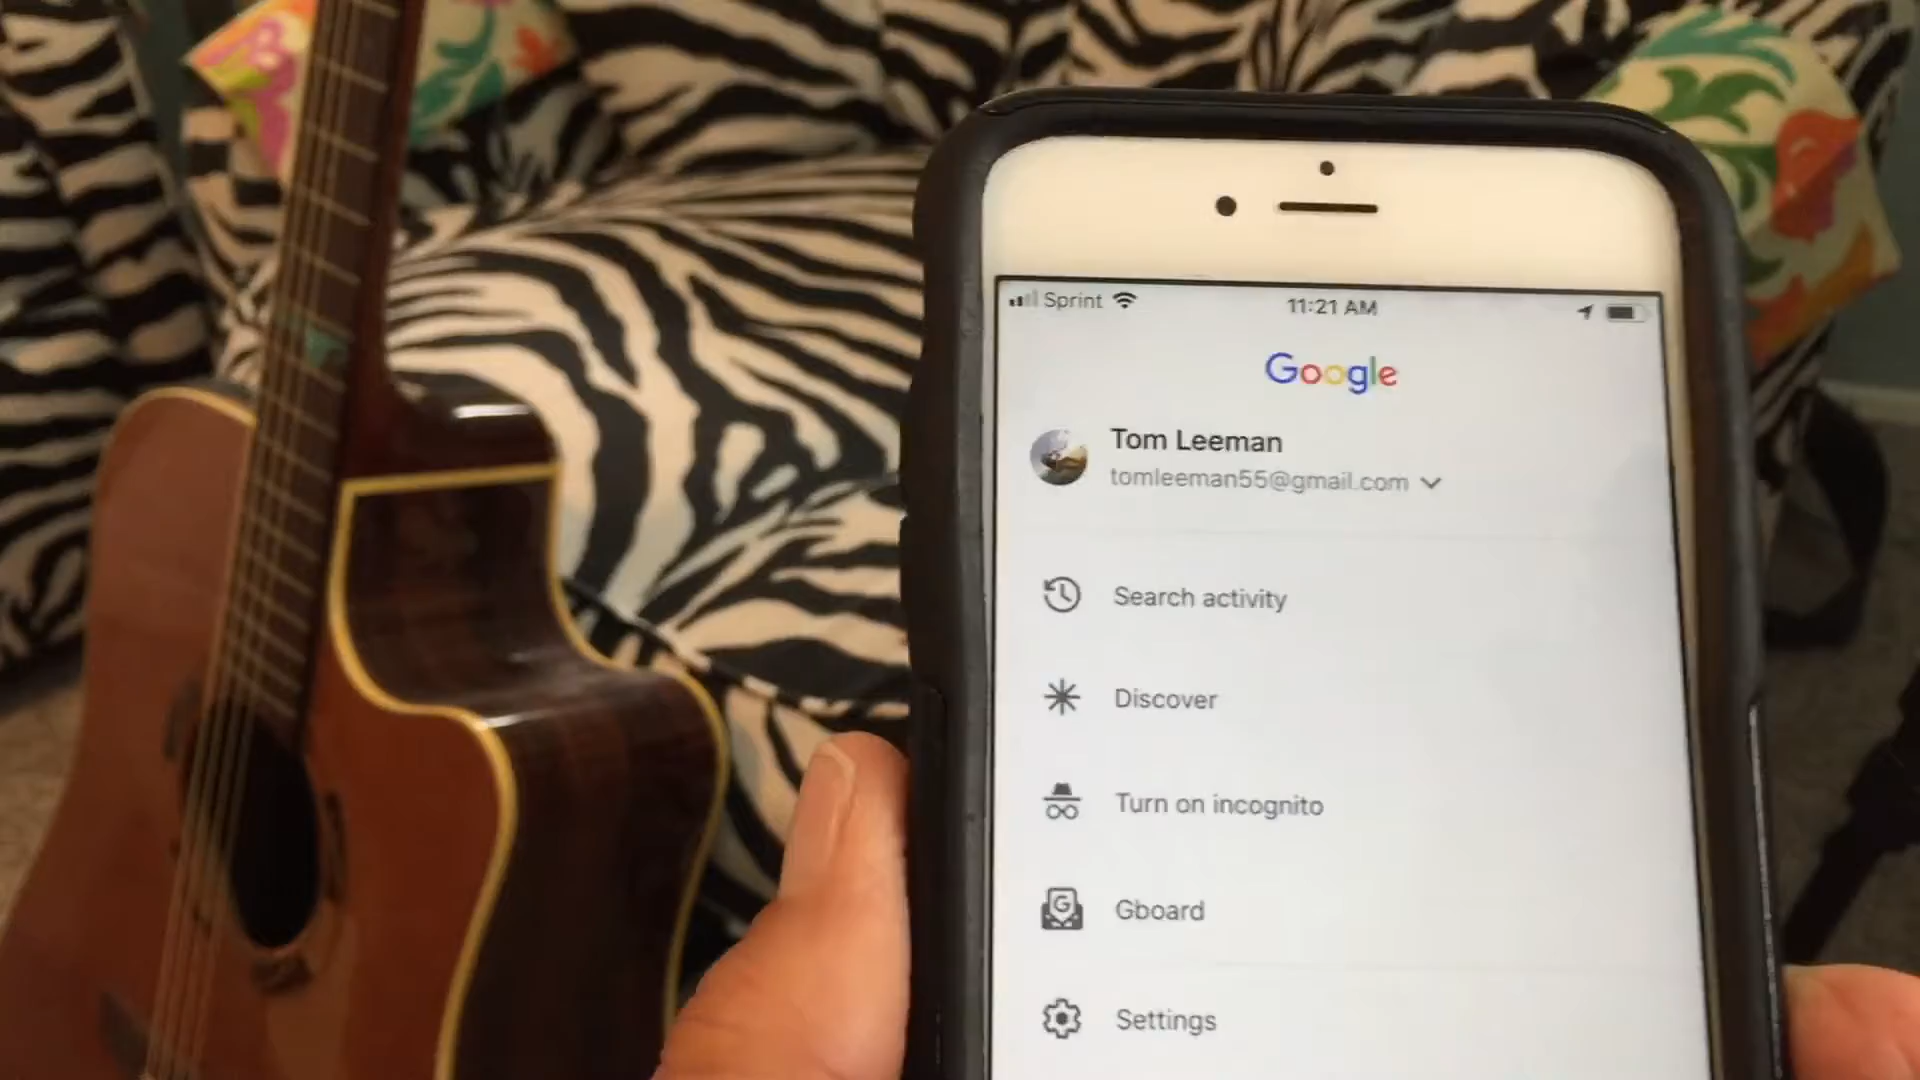 Sprint 11:21 AM
Google
Tom Leeman
tomleeman55@gmail.com
Search activity
Discover
Turn on incognito
Gboard
Settings